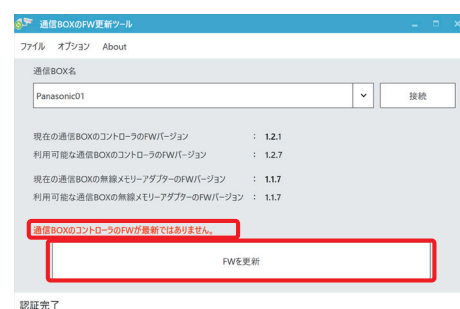 通信BOXのFW更新ツール
ファイル オプション About
通信BOX名
Panasonic01 接続
現在の通信BOXのコントローラのFWバージョン : 1.2.1
利用可能な通信BOXのコントローラのFWバージョン : 1.2.7
現在の通信BOXの無線メモリーアダプターのFWバージョン : 1.1.7
利用可能な通信BOXの無線メモリーアダプターのFWバージョン : 1.1.7
通信BOXのコントローラのFWが最新ではありません。
FWを更新
認証完了